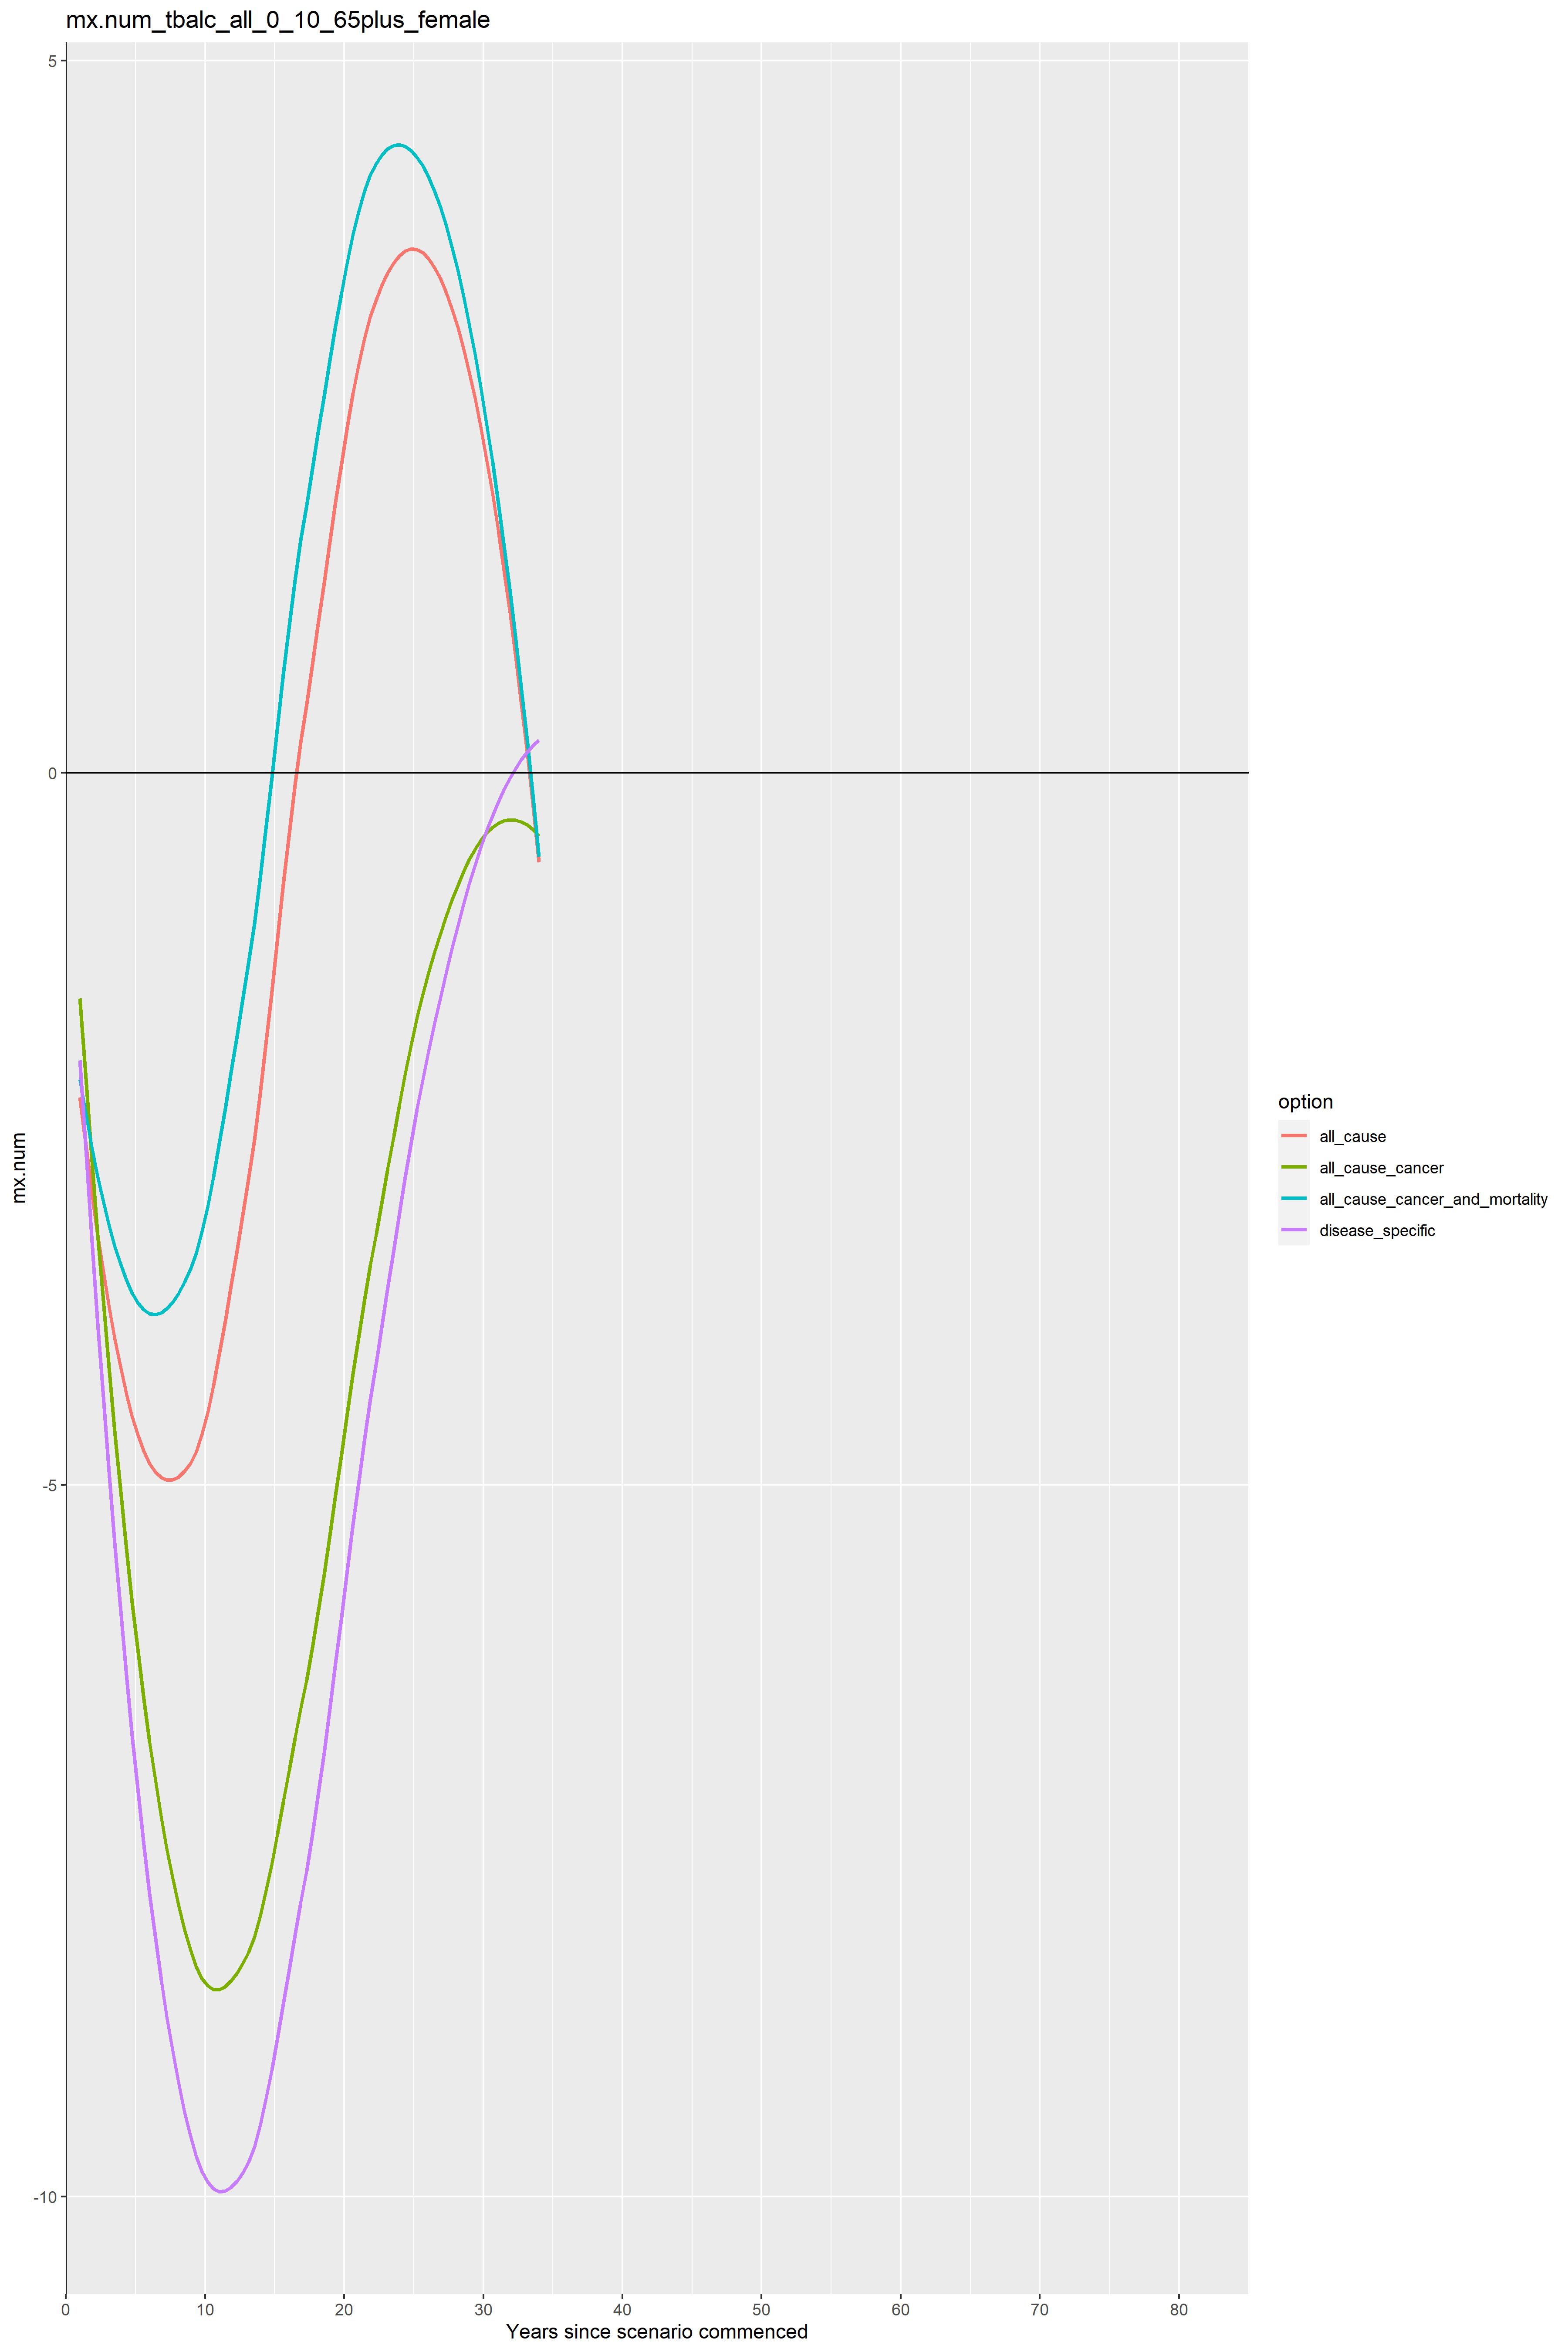 mx.num_tbalc_all_0_10_65plus_female
5
0
-5
-10
mx.num
0 10 20 30 40 50 60 70 80
Years since scenario commenced
option
all_cause
all_cause_cancer
all_cause_cancer_and_mortality
disease_specific